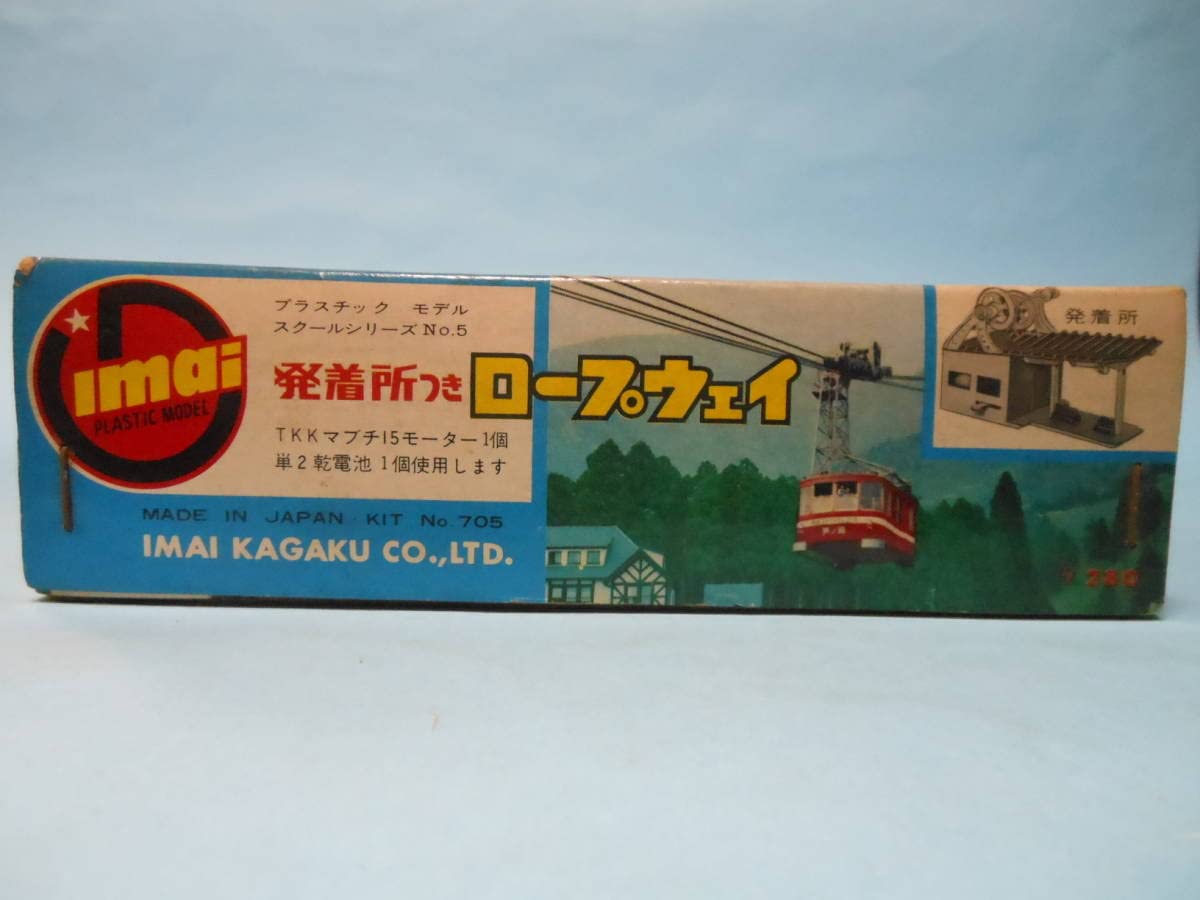 imai
PLASTIC MODEL
プラスチック モデル
スクールシリーズ No.5
発着所つき ロープウェイ
TKKマブチ15モーター1個
単2乾電池 1個使用します
MADE IN JAPAN KIT No. 705
IMAI KAGAKU CO.,LTD.
発着所
280